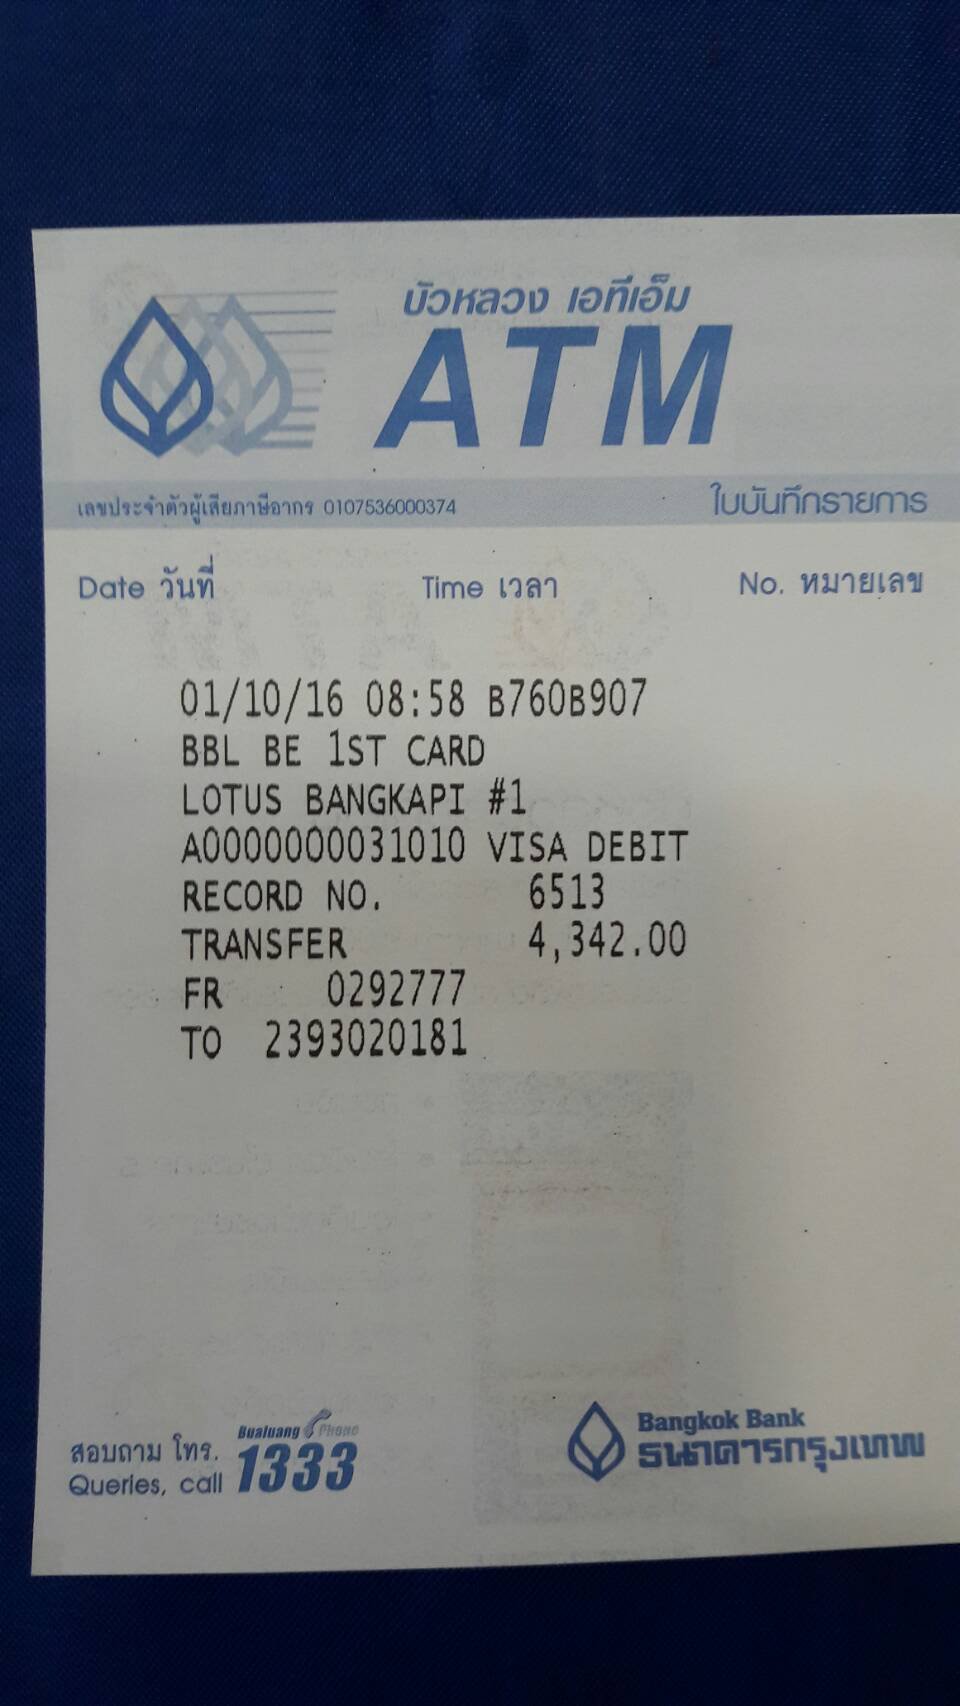 บัวหลวง เอทีเอ็ม
ATM
เลขประจำตัวผู้เสียภาษีอากร 0107536000374 ใบบันทึกรายการ
Date วันที่ Time เวลา No. หมายเลข
01/10/16 08:58 B760B907
BBL BE 1ST CARD
LOTUS BANGKAPI #1
A0000000031010 VISA DEBIT
RECORD NO. 6513
TRANSFER 4,342.00
FR 0292777
TO 2393020181
Bualuang Phone
สอบถาม โทร. 1333
Queries, call
Bangkok Bank
ธนาคารกรุงเทพ